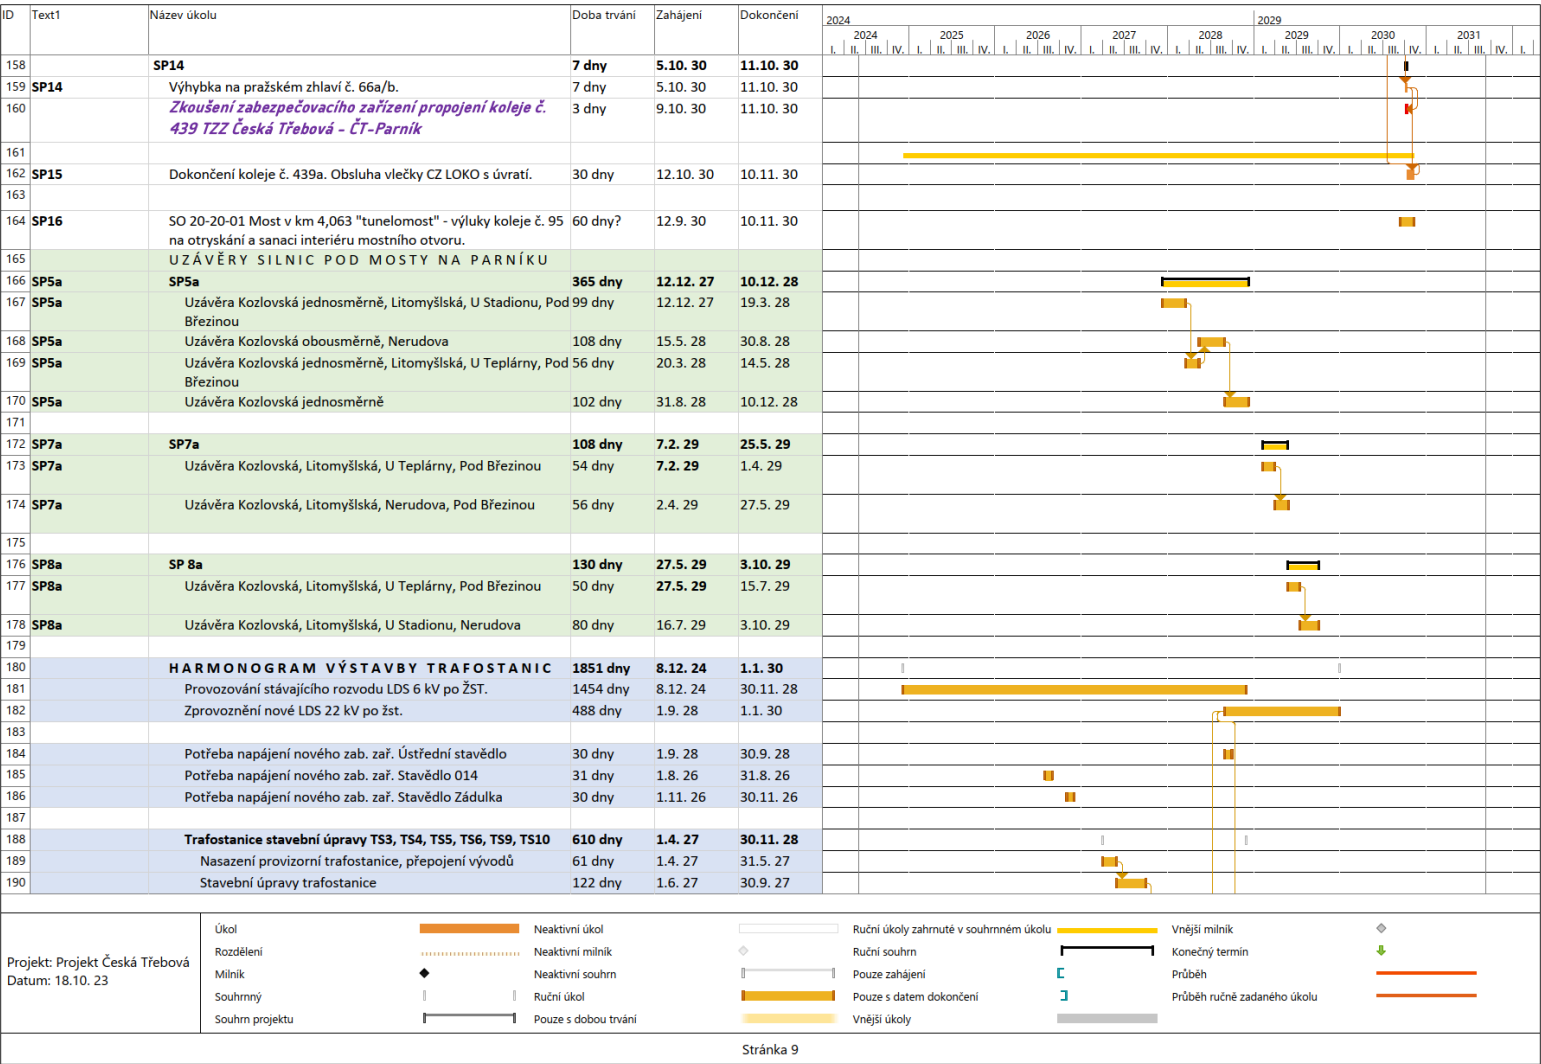 ID Text1 Název úkolu Doba trvání Zahájení Dokončení
2024 2029
2024 2025 2026 2027 2028 2029 2030 2031
I. II. III. IV. I. II. III. IV. I. II. III. IV. I. II. III. IV. I. II. III. IV. I. II. III. IV. I. II. III. IV. I. II. III. IV. I.
158 SP14 7 dny 5.10. 30 11.10. 30
159 SP14 Výhybka na pražském zhlaví č. 66a/b. 7 dny 5.10. 30 11.10. 30
160 Zkoušení zabezpečovacího zařízení propojení koleje č. 3 dny 9.10. 30 11.10. 30
439 TZZ Česká Třebová - ČT-Parník
161
162 SP15 Dokončení koleje č. 439a. Obsluha vlečky CZ LOKO s úvratí. 30 dny 12.10. 30 10.11. 30
163
164 SP16 SO 20-20-01 Most v km 4,063 "tunelomost" - výluky koleje č. 95 60 dny? 12.9. 30 10.11. 30
na otryskání a sanaci interiéru mostního otvoru.
165 UZÁVĚRY SILNIC POD MOSTY NA PARNÍKU
166 SP5a SP5a 365 dny 12.12. 27 10.12. 28
167 SP5a Uzávěra Kozlovská jednosměrně, Litomyšlská, U Stadionu, Pod 99 dny 12.12. 27 19.3. 28
Březinou
168 SP5a Uzávěra Kozlovská obousměrně, Nerudova 108 dny 15.5. 28 30.8. 28
169 SP5a Uzávěra Kozlovská jednosměrně, Litomyšlská, U Teplárny, Pod 56 dny 20.3. 28 14.5. 28
Březinou
170 SP5a Uzávěra Kozlovská jednosměrně 102 dny 31.8. 28 10.12. 28
171
172 SP7a SP7a 108 dny 7.2. 29 25.5. 29
173 SP7a Uzávěra Kozlovská, Litomyšlská, U Teplárny, Pod Březinou 54 dny 7.2. 29 1.4. 29
174 SP7a Uzávěra Kozlovská, Litomyšlská, Nerudova, Pod Březinou 56 dny 2.4. 29 27.5. 29
175
176 SP8a SP 8a 130 dny 27.5. 29 3.10. 29
177 SP8a Uzávěra Kozlovská, Litomyšlská, U Teplárny, Pod Březinou 50 dny 27.5. 29 15.7. 29
178 SP8a Uzávěra Kozlovská, Litomyšlská, U Stadionu, Nerudova 80 dny 16.7. 29 3.10. 29
179
180 HARMONOGRAM VÝSTAVBY TRAFOSTANIC 1851 dny 8.12. 24 1.1. 30
181 Provozování stávajícího rozvodu LDS 6 kV po ŽST. 1454 dny 8.12. 24 30.11. 28
182 Zprovoznění nové LDS 22 kV po žst. 488 dny 1.9. 28 1.1. 30
183
184 Potřeba napájení nového zab. zař. Ústřední stavědlo 30 dny 1.9. 28 30.9. 28
185 Potřeba napájení nového zab. zař. Stavědlo 014 31 dny 1.8. 26 31.8. 26
186 Potřeba napájení nového zab. zař. Stavědlo Zádulka 30 dny 1.11. 26 30.11. 26
187
188 Trafostanice stavební úpravy TS3, TS4, TS5, TS6, TS9, TS10 610 dny 1.4. 27 30.11. 28
189 Nasazení provizorní trafostanice, přepojení vývodů 61 dny 1.4. 27 31.5. 27
190 Stavební úpravy trafostanice 122 dny 1.6. 27 30.9. 27
Projekt: Projekt Česká Třebová
Datum: 18.10. 23
Úkol
Rozdělení
Milník
Souhrnný
Souhrn projektu
Neaktivní úkol
Neaktivní milník
Neaktivní souhrn
Ruční úkol
Pouze s dobou trvání
Ruční úkoly zahrnuté v souhrnném úkolu
Ruční souhrn
Pouze zahájení
Pouze s datem dokončení
Vnější úkoly
Vnější milník
Konečný termín
Průběh
Průběh ručně zadaného úkolu
Stránka 9